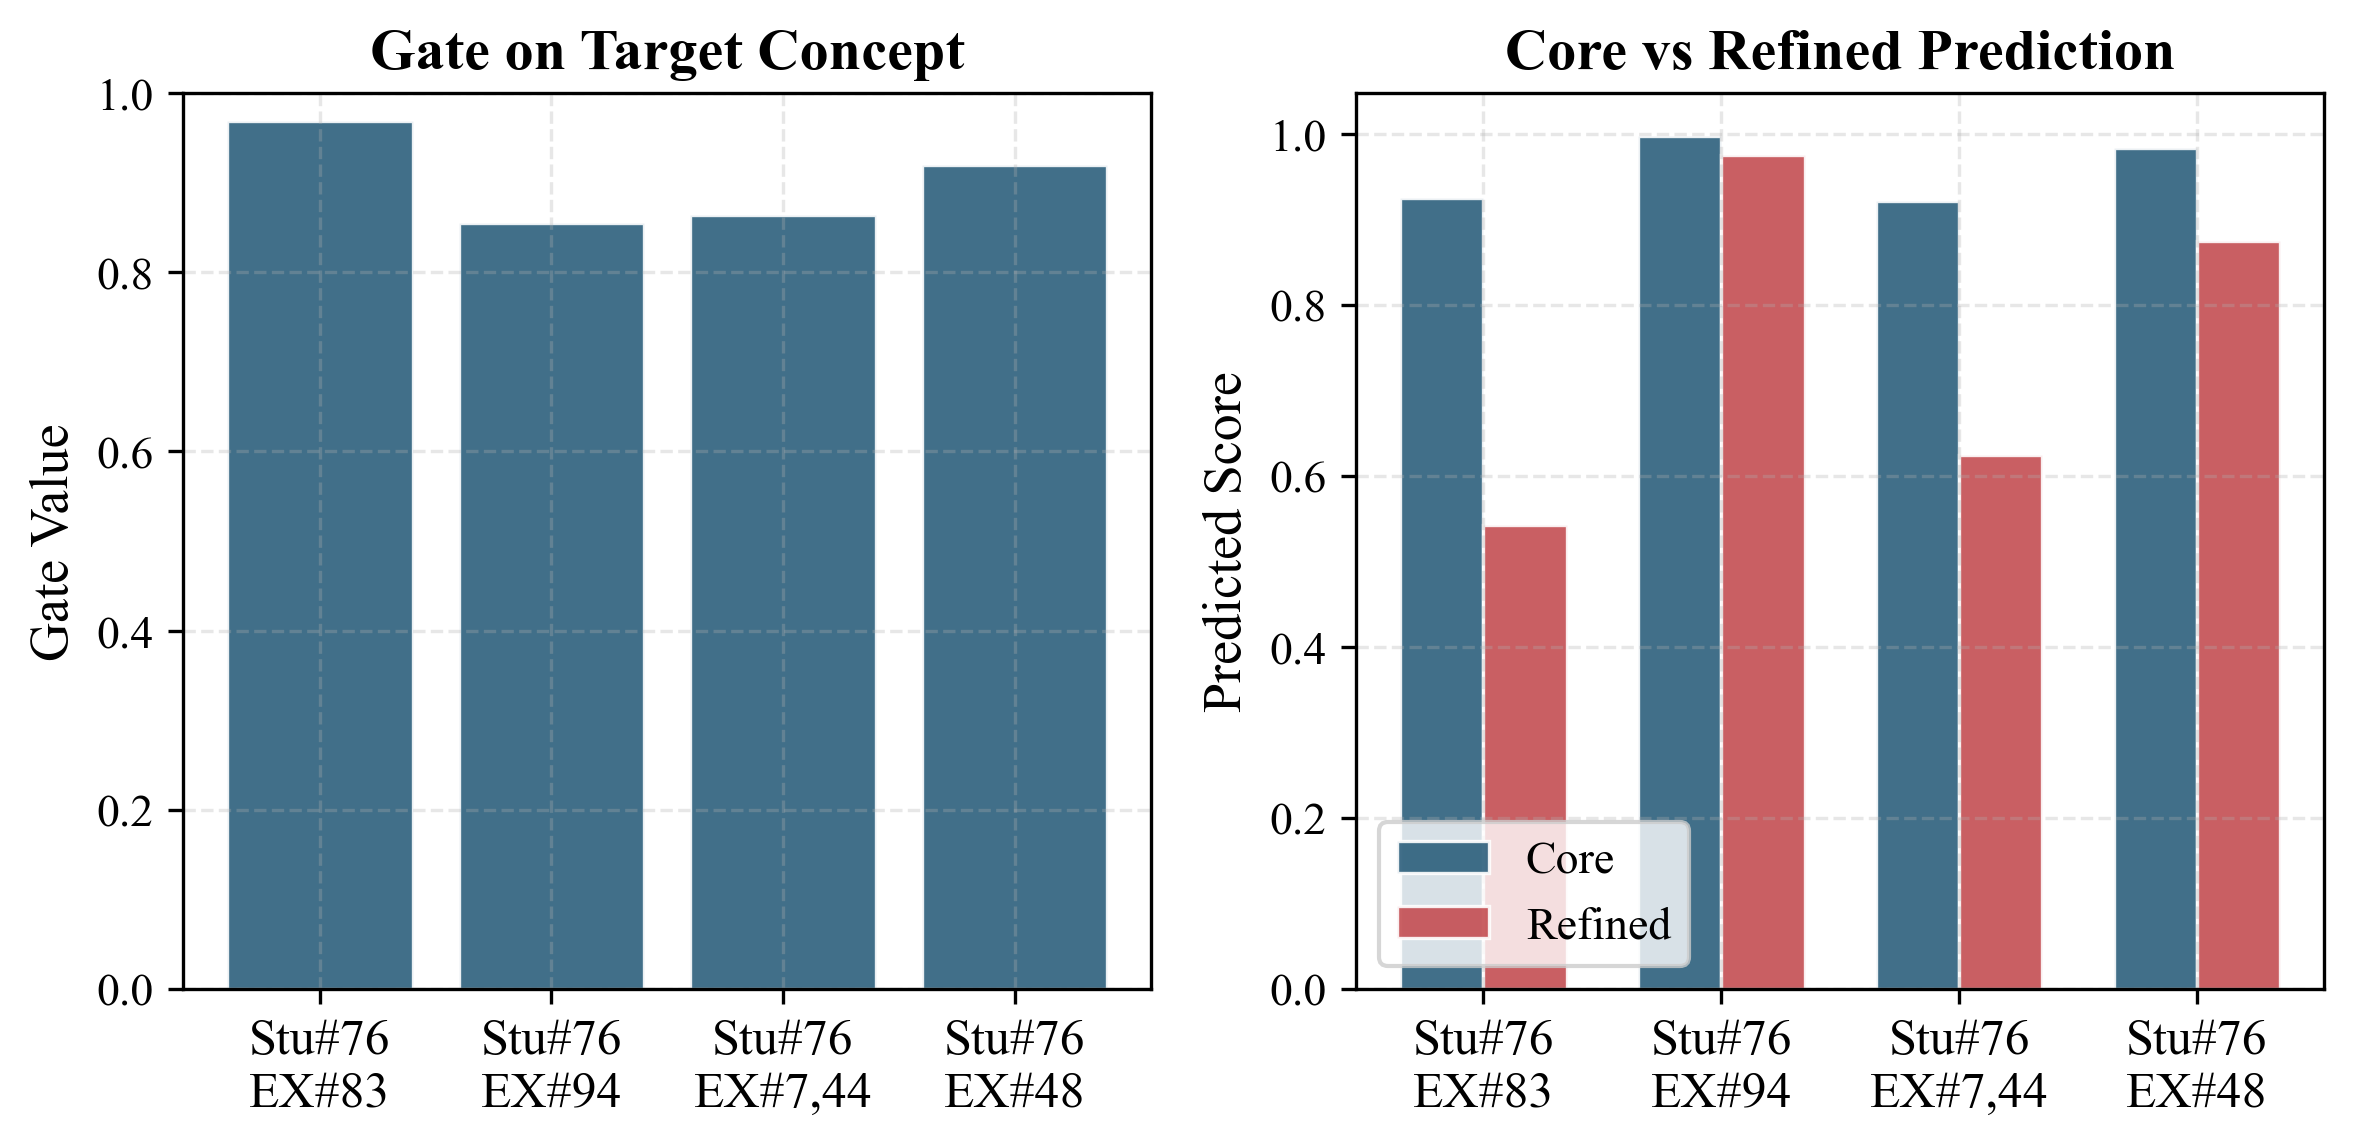 Gate on Target Concept
Gate Value
1.0
0.8
0.6
0.4
0.2
0.0
Stu#76
EX#83
Stu#76
EX#94
Stu#76
EX#7,44
Stu#76
EX#48
Core vs Refined Prediction
Predicted Score
1.0
0.8
0.6
0.4
0.2
0.0
Core
Refined
Stu#76
EX#83
Stu#76
EX#94
Stu#76
EX#7,44
Stu#76
EX#48